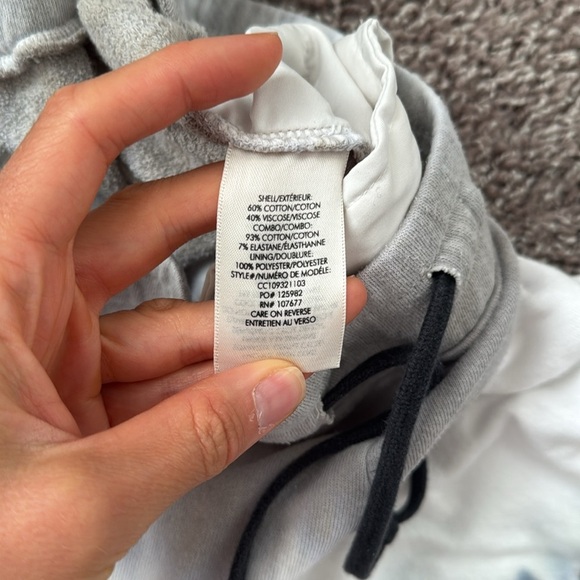 SHELL/EXTÉRIEUR:
60% COTTON/COTON
40% VISCOSE/VISCOSE
COMBO/COMBO:
93% COTTON/COTON
7% ELASTANE/ÉLASTHANNE
LINING/DOUBLURE:
100% POLYESTER/POLYESTER
STYLE#/NUMÉRO DE MODÈLE:
CC109321103
PO# 125982
RN# 107677
CARE ON REVERSE
ENTRETIEN AU VERSO